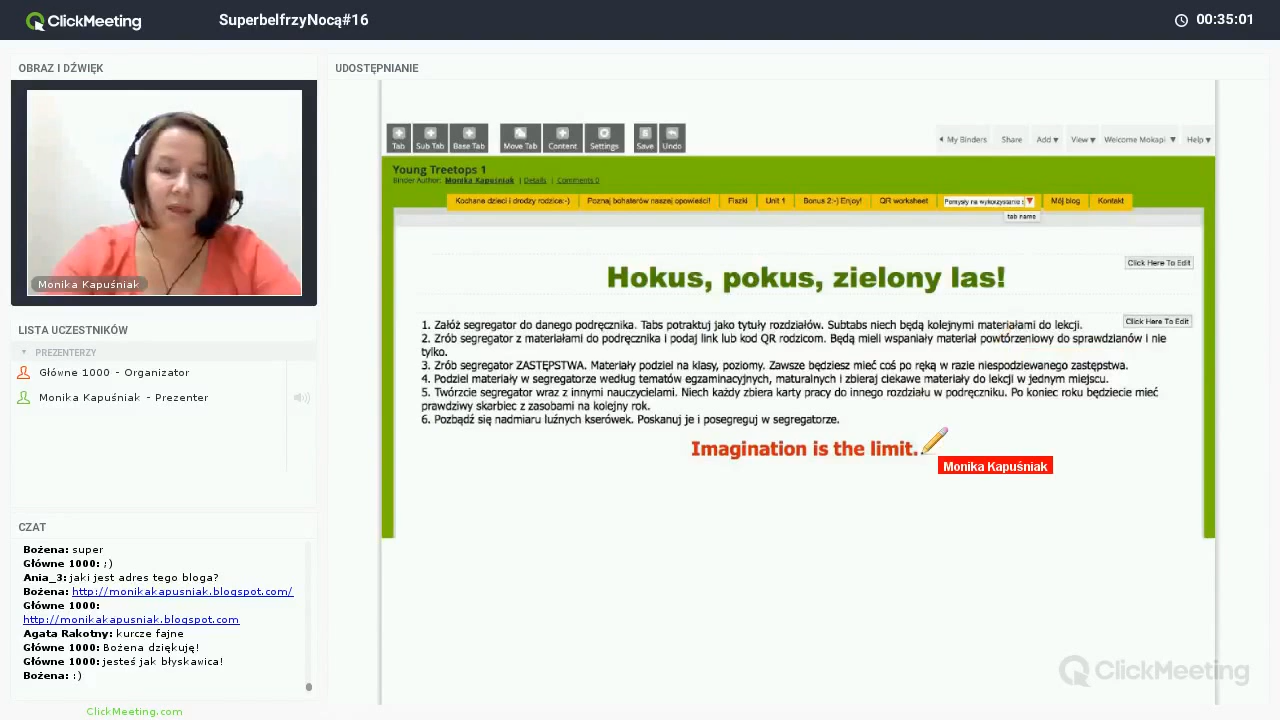 ClickMeeting
SuperbelfrzyNocą#16
00:35:01
OBRAZ I DŹWIĘK
Monika Kapuśniak
LISTA UCZESTNIKÓW
PREZENTERZY
Główne 1000 - Organizator
Monika Kapuśniak - Prezenter
CZAT
Bożena: super
Główne 1000: ;)
Ania_3: jaki jest adres tego bloga?
Bożena: http://monikakapusniak.blogspot.com/
Główne 1000:
http://monikakapusniak.blogspot.com
Agata Rakotny: kurcze fajne
Główne 1000: Bożena dziękuję!
Główne 1000: jesteś jak błyskawica!
Bożena: :)
ClickMeeting.com
UDOSTĘPNIANIE
Tab Sub Tab Base Tab Move Tab Content Settings Save Undo
My Binders Share Add View Welcome Mokapi Help
Young Treetops 1
Binder Author: Monika Kapuśniak | Details | Comments 0
Kochane dzieci i drodzy rodzice:-) Poznaj bohaterów naszej opowieści! Fiszki Unit 1 Bonus 2:-) Enjoy! QR worksheet Pomysły na wykorzystanie Mój blog Kontakt
tab name
Click Here To Edit
Hokus, pokus, zielony las!
Click Here To Edit
1. Załóż segregator do danego podręcznika. Tabs potraktuj jako tytuły rozdziałów. Subtabs niech będą kolejnymi materiałami do lekcji.
2. Zrób segregator z materiałami do podręcznika i podaj link lub kod QR rodzicom. Będą mieli wspaniały materiał powtórzeniowy do sprawdzianów i nie
tylko.
3. Zrób segregator ZASTĘPSTWA. Materiały podziel na klasy, poziomy. Zawsze będziesz mieć coś po ręką w razie niespodziewanego zastępstwa.
4. Podziel materiały w segregatorze według tematów egzaminacyjnych, maturalnych i zbieraj ciekawe materiały do lekcji w jednym miejscu.
5. Twórzcie segregator wraz z innymi nauczycielami. Niech każdy zbiera karty pracy do innego rozdziału w podręczniku. Po koniec roku będziecie mieć
prawdziwy skarbiec z zasobami na kolejny rok.
6. Pozbądź się nadmiaru luźnych kserówek. Poskanuj je i posegreguj w segregatorze.
Imagination is the limit.
Monika Kapuśniak
ClickMeeting